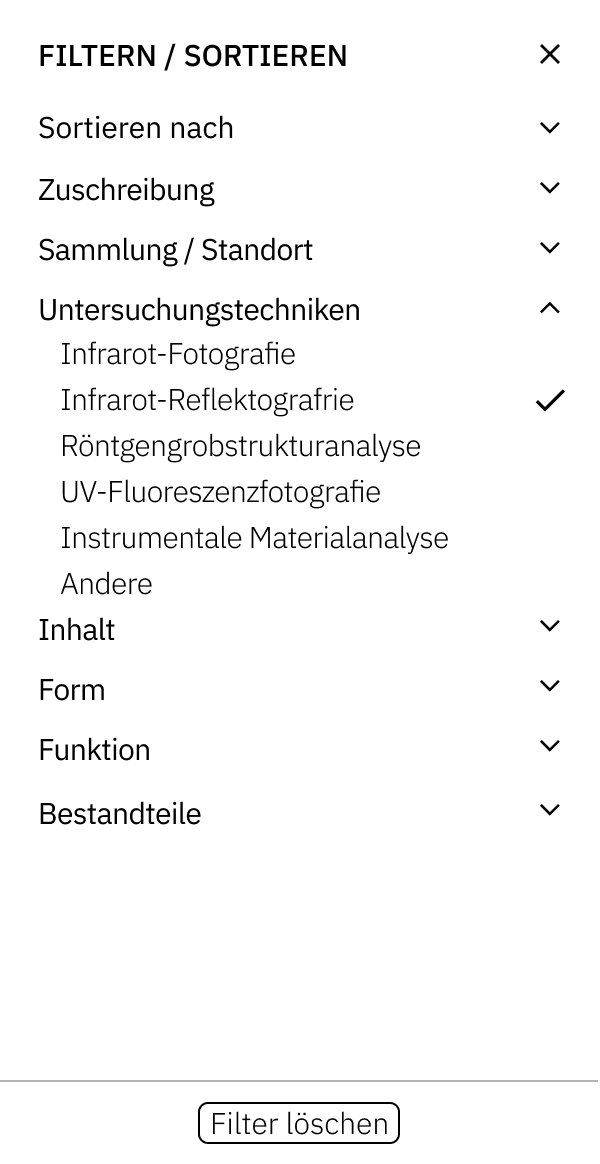 FILTERN / SORTIEREN
Sortieren nach
Zuschreibung
Sammlung / Standort
Untersuchungstechniken
Infrarot-Fotografie
Infrarot-Reflektografrie
Röntgengrobstrukturanalyse
UV-Fluoreszenzfotografie
Instrumentale Materialanalyse
Andere
Inhalt
Form
Funktion
Bestandteile
Filter löschen